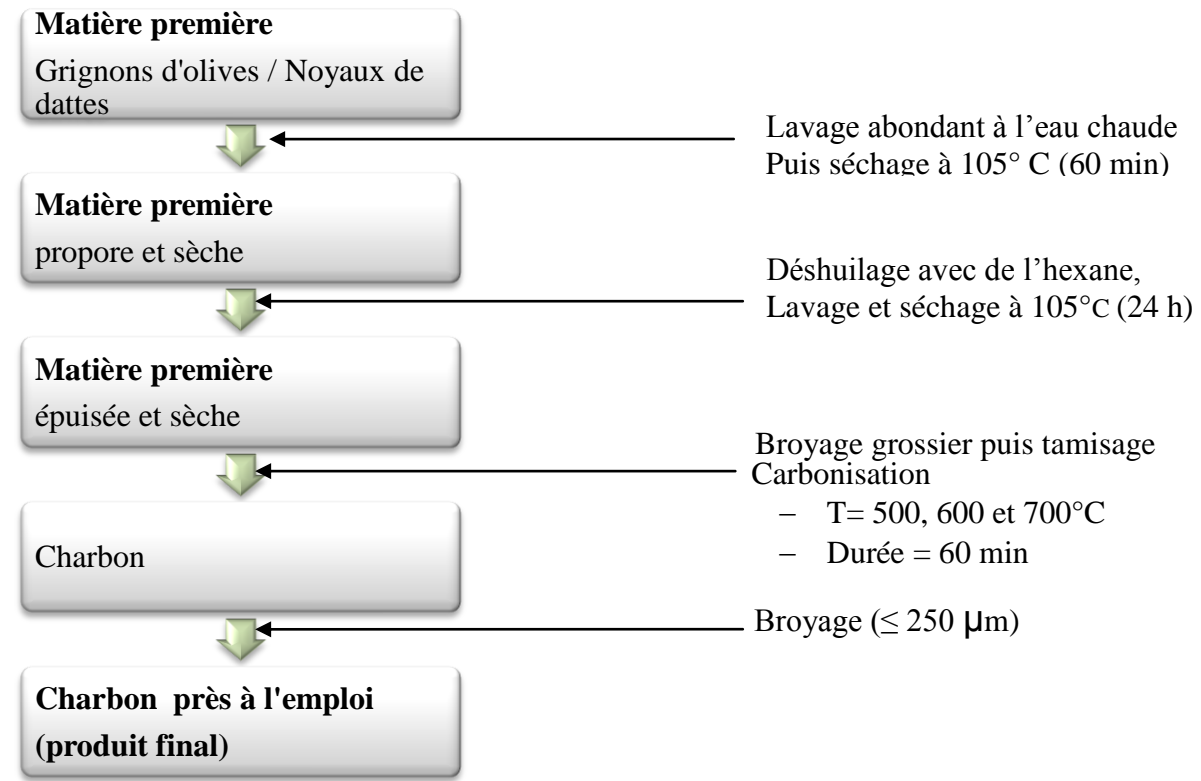 Matière première
Grignons d'olives / Noyaux de
dattes
Lavage abondant à l’eau chaude
Puis séchage à 105° C (60 min)
Matière première
propore et sèche
Déshuilage avec de l’hexane,
Lavage et séchage à 105°C (24 h)
Matière première
épuisée et sèche
Broyage grossier puis tamisage
Carbonisation
− T= 500, 600 et 700°C
− Durée = 60 min
Charbon
Broyage (≤ 250 µm)
Charbon près à l'emploi
(produit final)